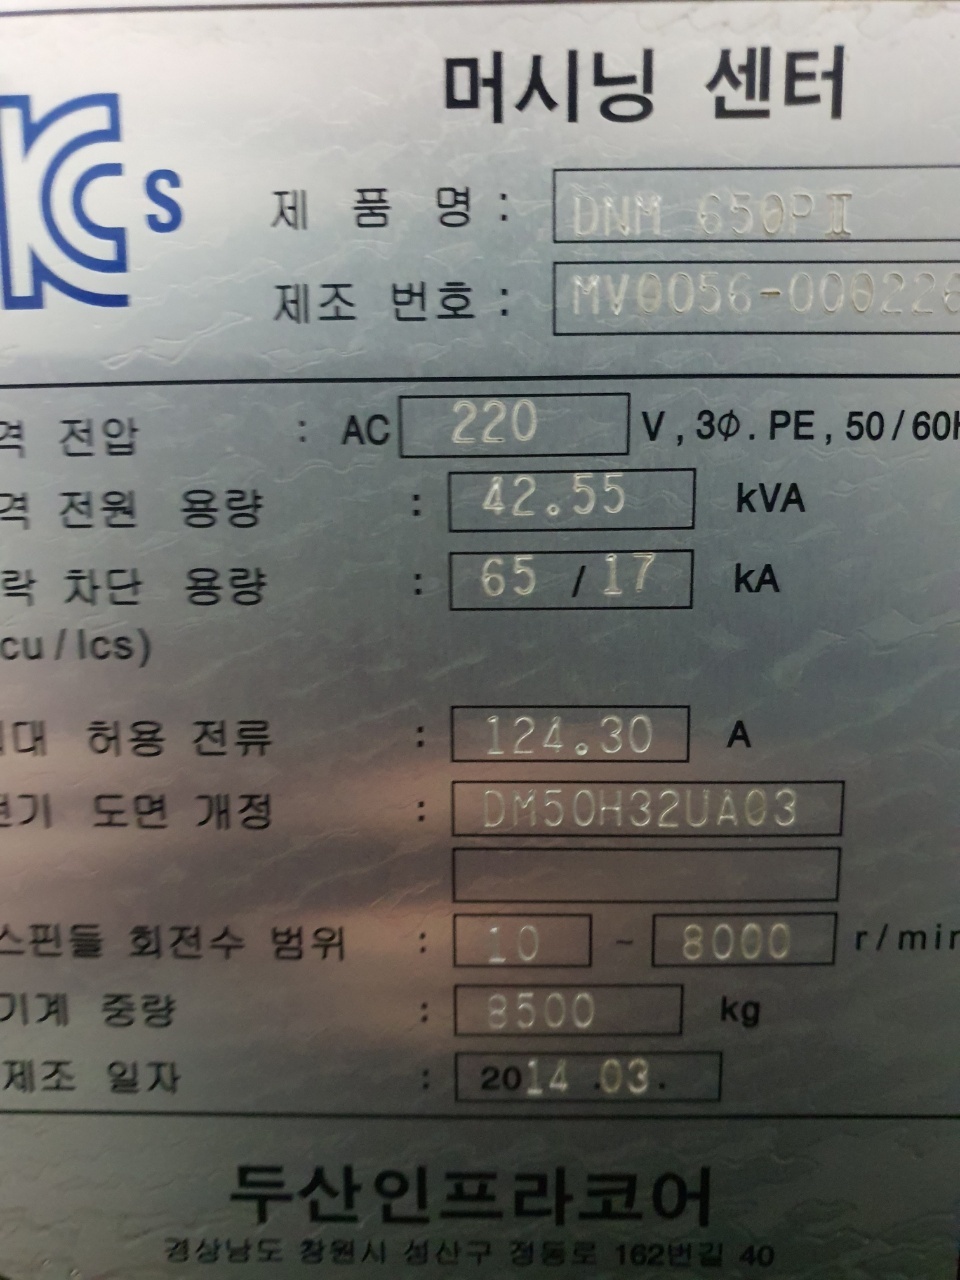 머시닝 센터
KCs
제 품 명 : DNM 650PⅡ
제조 번호 : MV0056-000226
격 전압 : AC 220 V , 3Φ . PE , 50 / 60H
격 전원 용량 : 42.55 kVA
락 차단 용량 : 65 / 17 kA
cu / Ics)
대 허용 전류 : 124.30 A
전기 도면 개정 : DM50H32UA03
스핀들 회전수 범위 : 10 ~ 8000 r / min
기계 중량 : 8500 kg
제조 일자 : 2014 .03.
두산인프라코어
경상남도 창원시 성산구 정동로 162번길 40